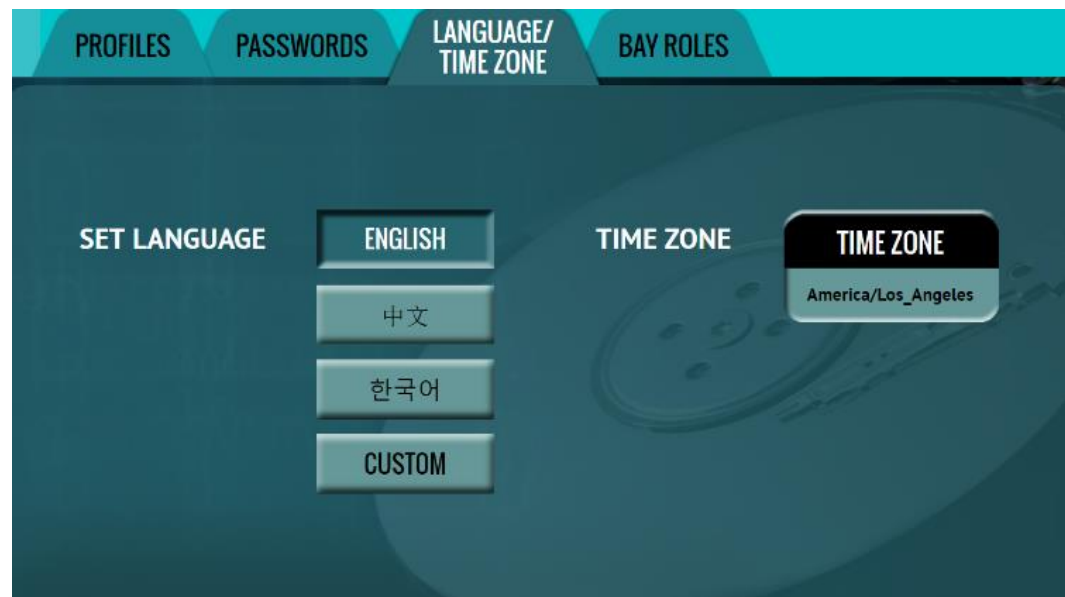 PROFILES
PASSWORDS
LANGUAGE/
TIME ZONE
BAY ROLES
SET LANGUAGE
ENGLISH
中文
한국어
CUSTOM
TIME ZONE
TIME ZONE
America/Los_Angeles